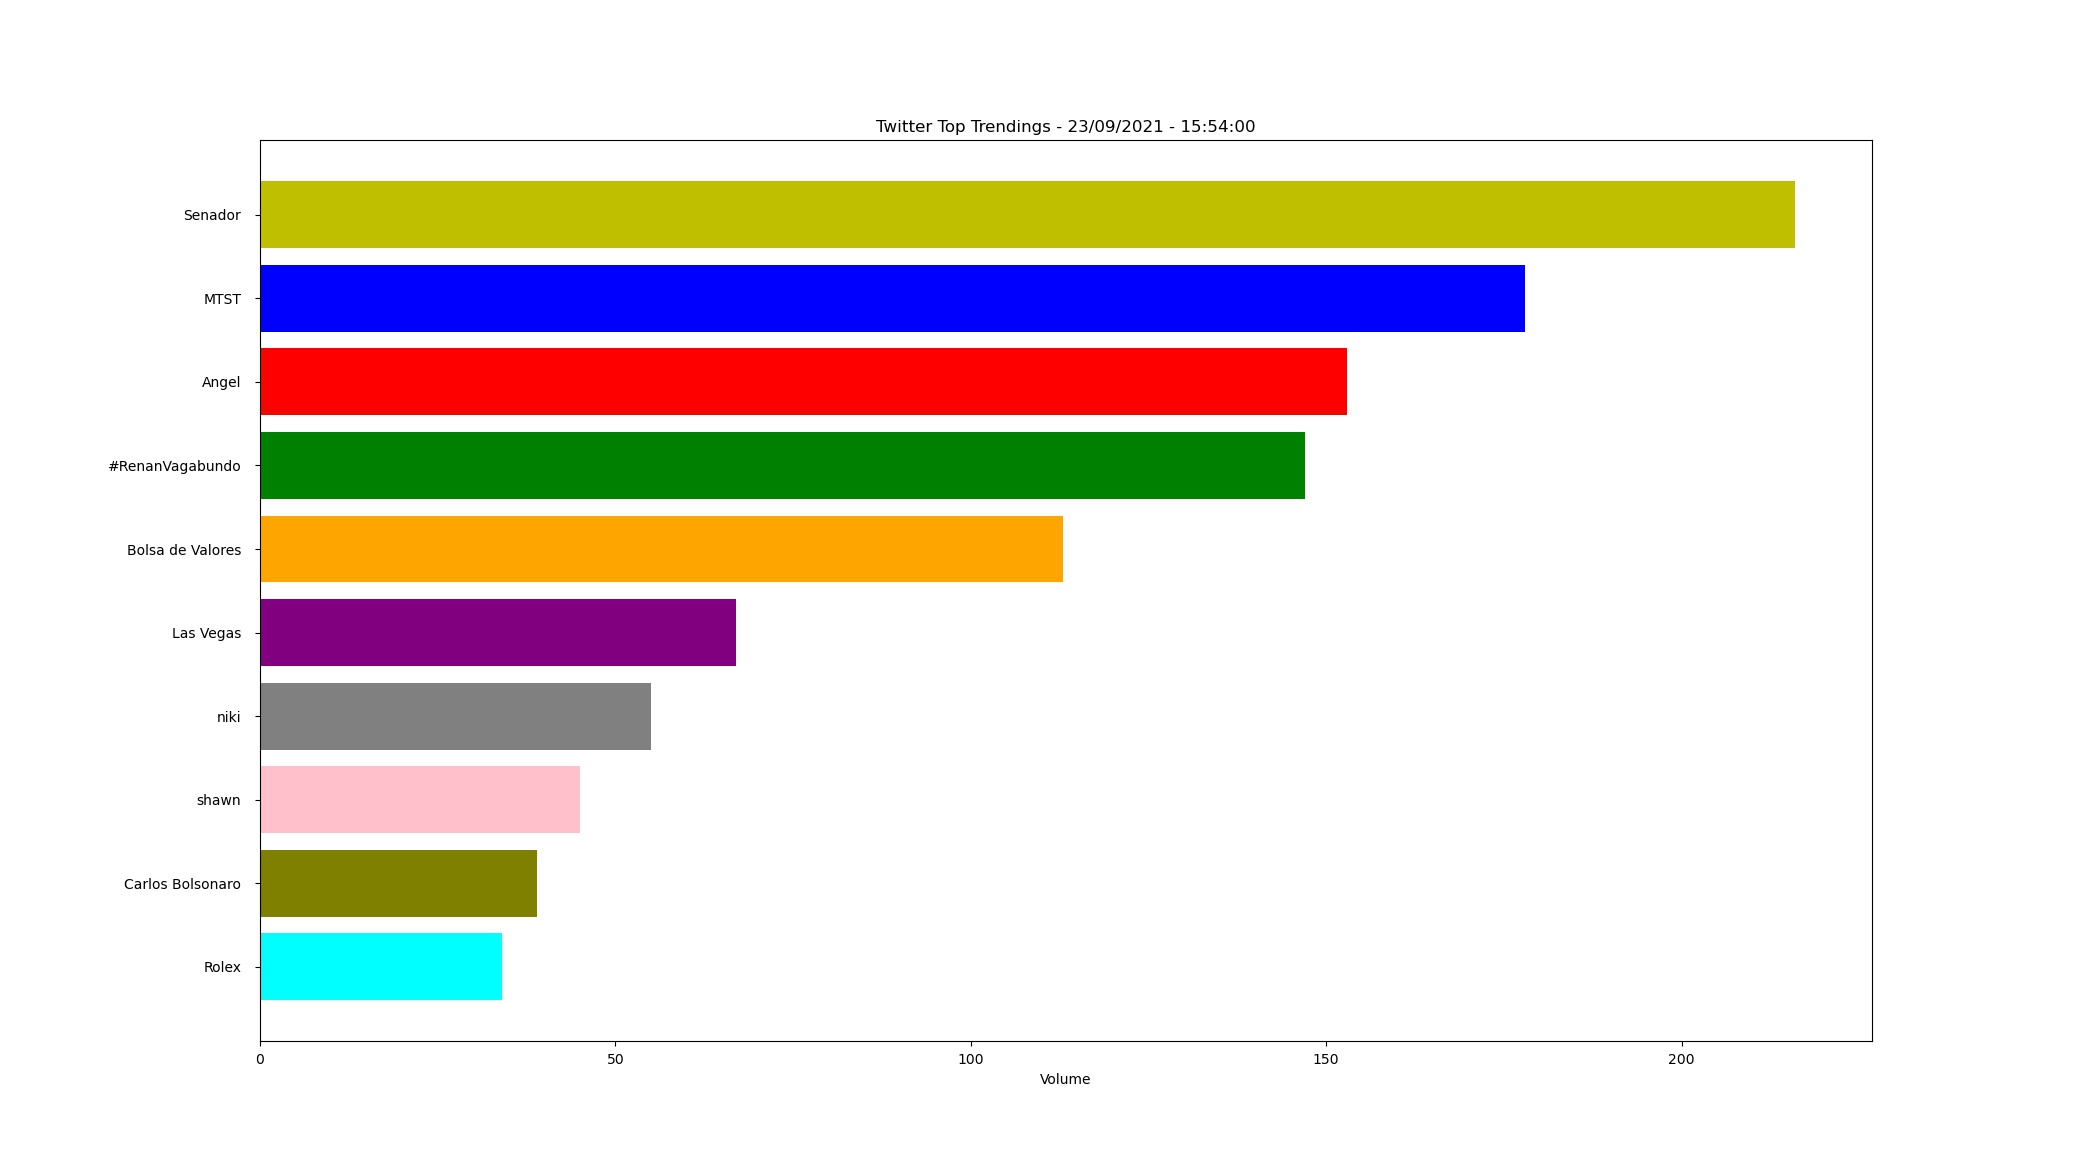 Twitter Top Trendings - 23/09/2021 - 15:54:00
Senador
MTST
Angel
#RenanVagabundo
Bolsa de Valores
Las Vegas
niki
shawn
Carlos Bolsonaro
Rolex
0 50 100 150 200
Volume